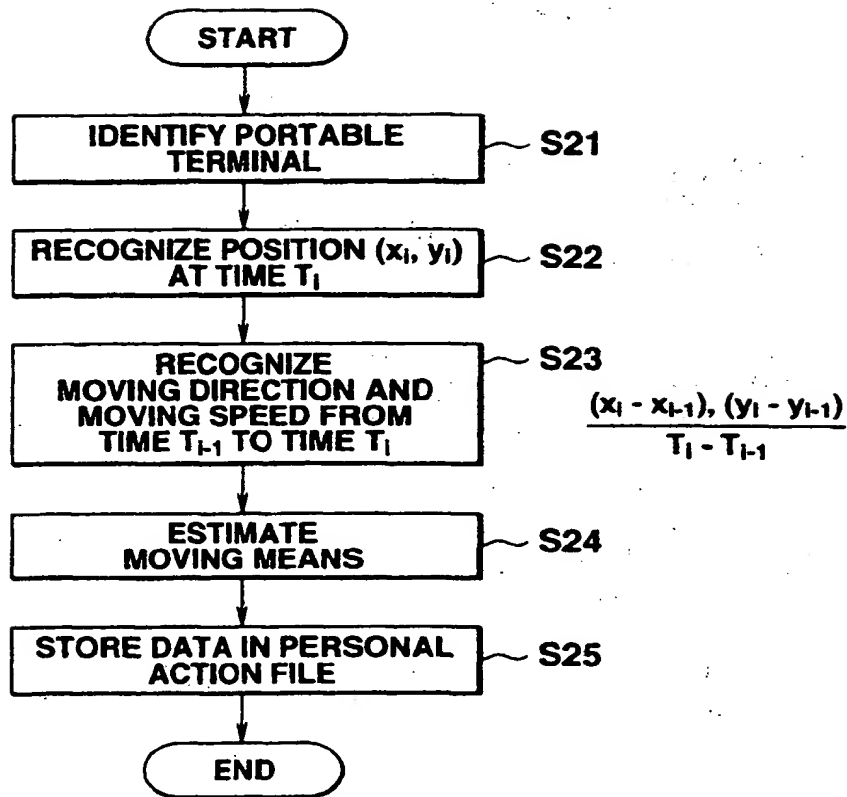 START
IDENTIFY PORTABLE
TERMINAL
S21
RECOGNIZE POSITION (xi, yi)
AT TIME Ti
S22
RECOGNIZE
MOVING DIRECTION AND
MOVING SPEED FROM
TIME Ti-1 TO TIME Ti
S23
(xi - xi-1), (yi - yi-1)
Ti - Ti-1
ESTIMATE
MOVING MEANS
S24
STORE DATA IN PERSONAL
ACTION FILE
S25
END